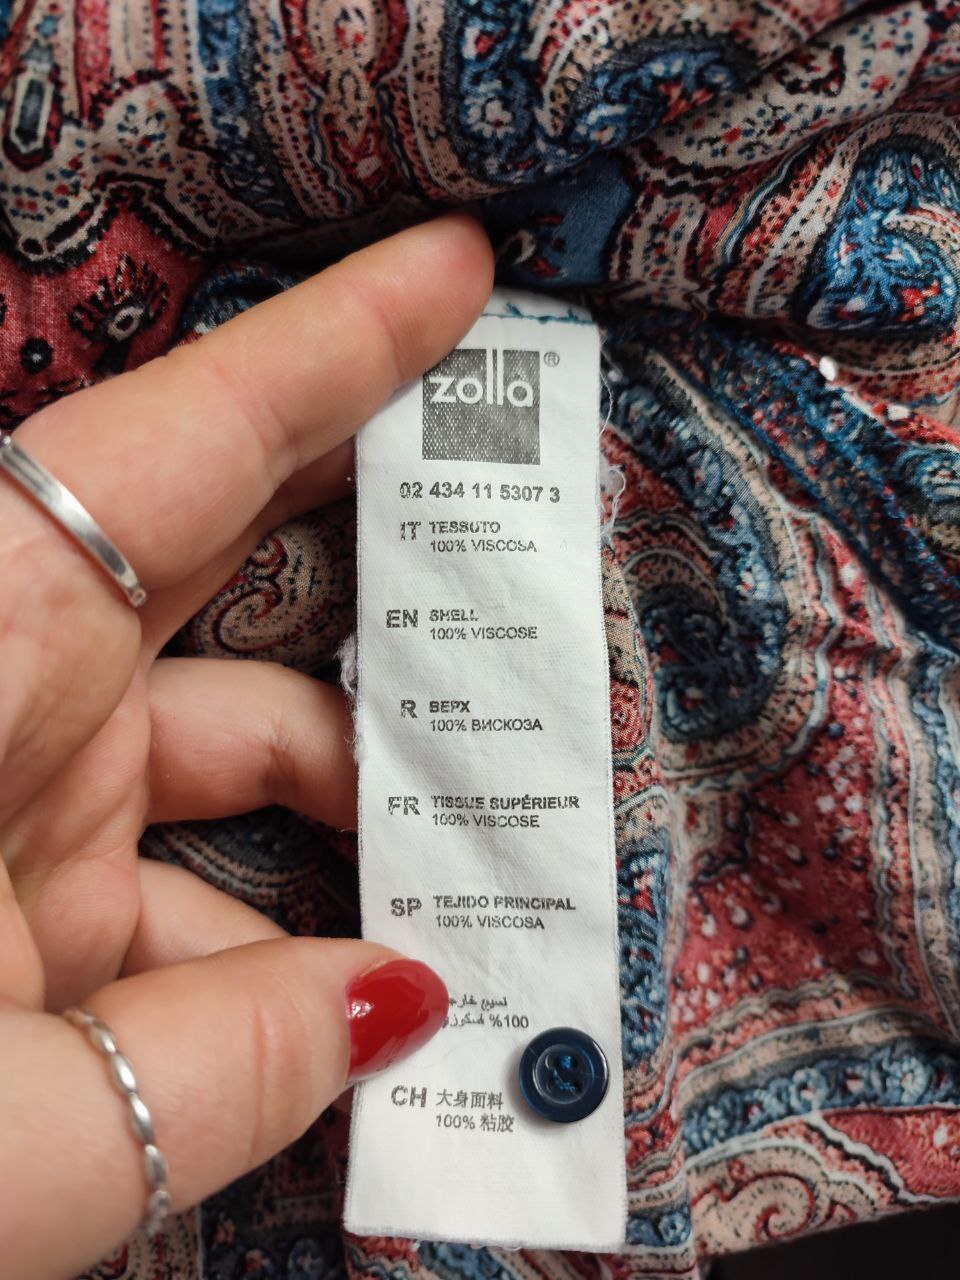 zolla®
02 434 11 5307 3
IT TESSUTO
100% VISCOSA
EN SHELL
100% VISCOSE
R ВЕРХ
100% ВИСКОЗА
FR TISSUE SUPÉRIEUR
100% VISCOSE
SP TEJIDO PRINCIPAL
100% VISCOSA
%100
CH 大身面料
100% 粘胶